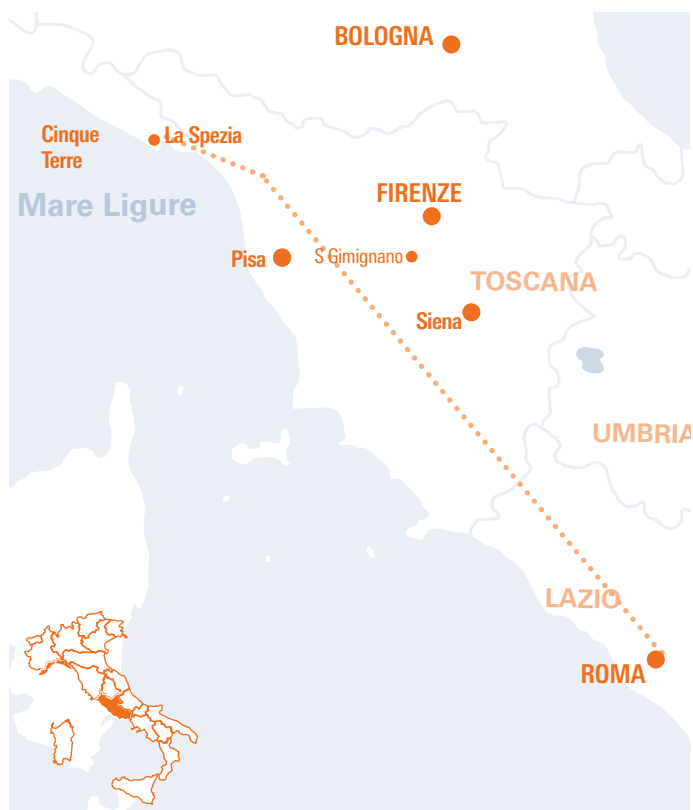 BOLOGNA
Cinque
Terre
La Spezia
FIRENZE
Mare Ligure
Pisa
S Gimignano
TOSCANA
Siena
UMBRIA
LAZIO
ROMA